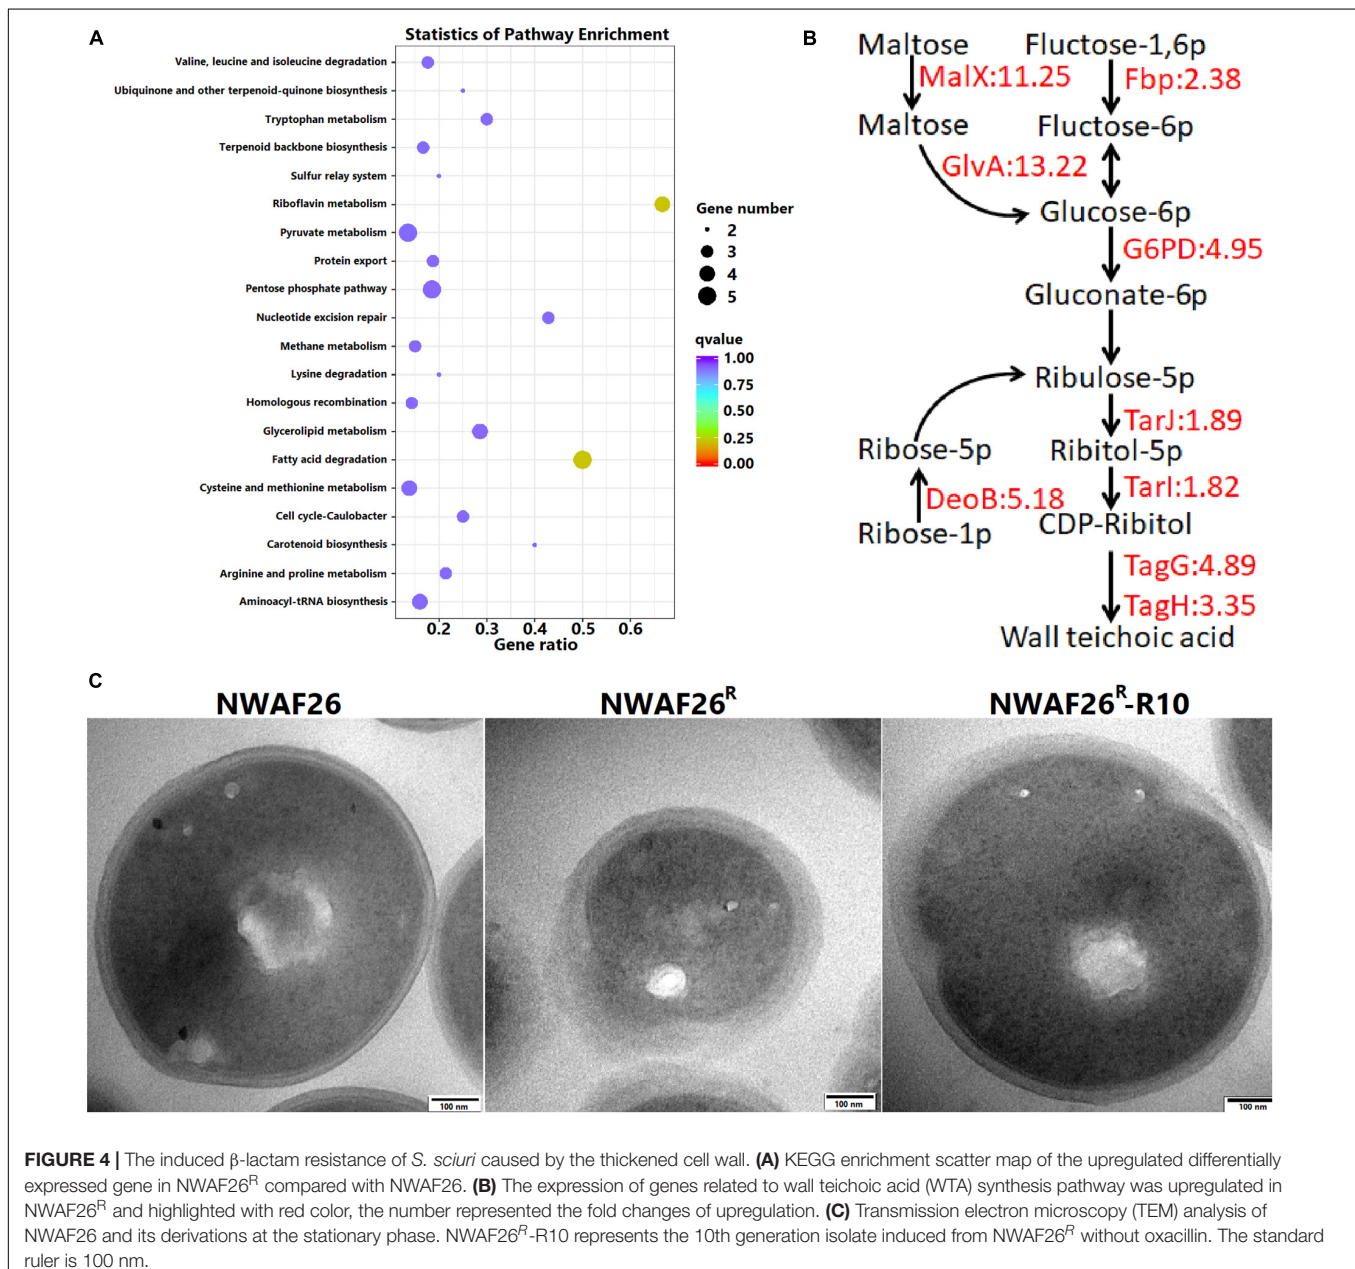 A
Statistics of Pathway Enrichment
Valine, leucine and isoleucine degradation
Ubiquinone and other terpenoid-quinone biosynthesis
Tryptophan metabolism
Terpenoid backbone biosynthesis
Sulfur relay system
Riboflavin metabolism
Pyruvate metabolism
Protein export
Pentose phosphate pathway
Nucleotide excision repair
Methane metabolism
Lysine degradation
Homologous recombination
Glycerolipid metabolism
Fatty acid degradation
Cysteine and methionine metabolism
Cell cycle-Caulobacter
Carotenoid biosynthesis
Arginine and proline metabolism
Aminoacyl-tRNA biosynthesis
0.2 0.3 0.4 0.5 0.6
Gene ratio
Gene number
2
3
4
5
qvalue
1.00
0.75
0.50
0.25
0.00
B
Maltose Fluctose-1,6p
MalX:11.25 Fbp:2.38
Maltose Fluctose-6p
GlvA:13.22
Glucose-6p
G6PD:4.95
Gluconate-6p
Ribulose-5p
TarJ:1.89
Ribose-5p Ribitol-5p
DeoB:5.18 TarI:1.82
Ribose-1p CDP-Ribitol
TagG:4.89
TagH:3.35
Wall teichoic acid
C
NWAF26 NWAF26R NWAF26R-R10
100 nm 100 nm 100 nm
FIGURE 4 | The induced β-lactam resistance of S. sciuri caused by the thickened cell wall. (A) KEGG enrichment scatter map of the upregulated differentially
expressed gene in NWAF26R compared with NWAF26. (B) The expression of genes related to wall teichoic acid (WTA) synthesis pathway was upregulated in
NWAF26R and highlighted with red color, the number represented the fold changes of upregulation. (C) Transmission electron microscopy (TEM) analysis of
NWAF26 and its derivations at the stationary phase. NWAF26R-R10 represents the 10th generation isolate induced from NWAF26R without oxacillin. The standard
ruler is 100 nm.